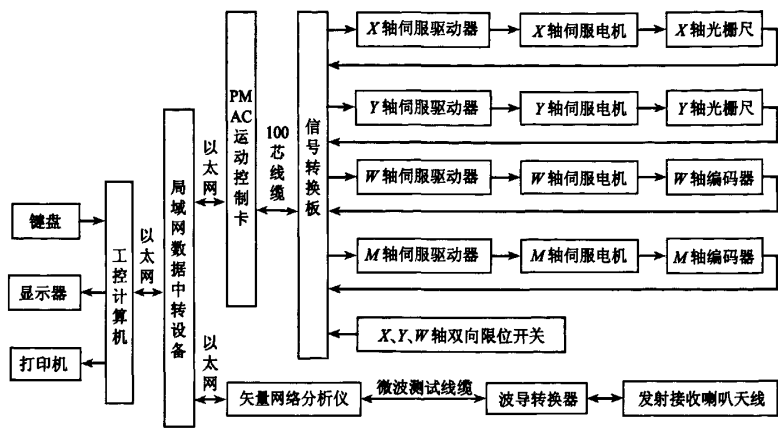 键盘
显示器
打印机
工控计算机
以太网
局域网数据中转设备
以太网
以太网
PMAC运动控制卡
100芯线缆
信号转换板
X轴伺服驱动器
X轴伺服电机
X轴光栅尺
Y轴伺服驱动器
Y轴伺服电机
Y轴光栅尺
W轴伺服驱动器
W轴伺服电机
W轴编码器
M轴伺服驱动器
M轴伺服电机
M轴编码器
X、Y、W轴双向限位开关
矢量网络分析仪
微波测试线缆
波导转换器
发射接收喇叭天线